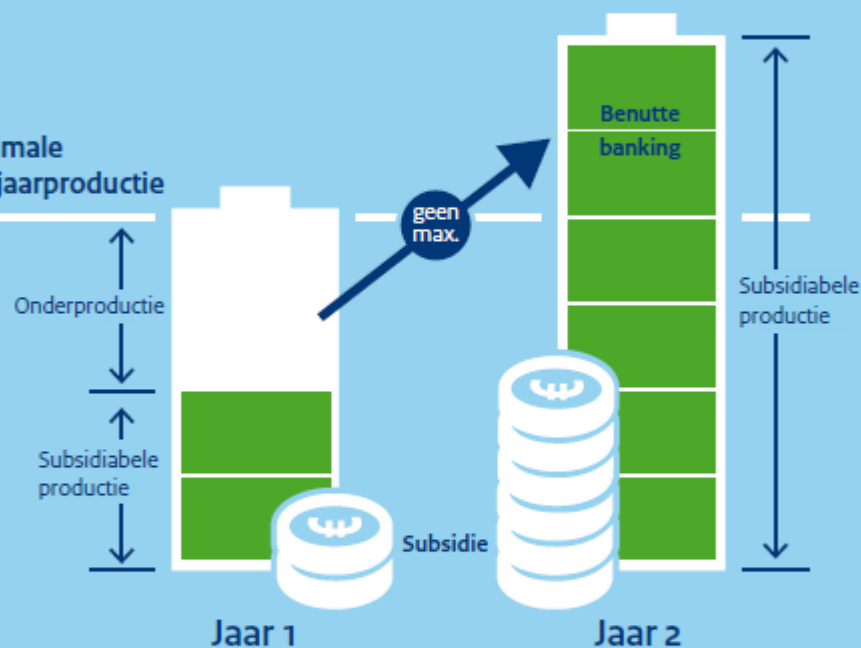 male
jaarproductie
Onderproductie
Subsidiabele
productie
geen
max.
Benutte
banking
Subsidiabele
productie
Subsidie
Jaar 1
Jaar 2